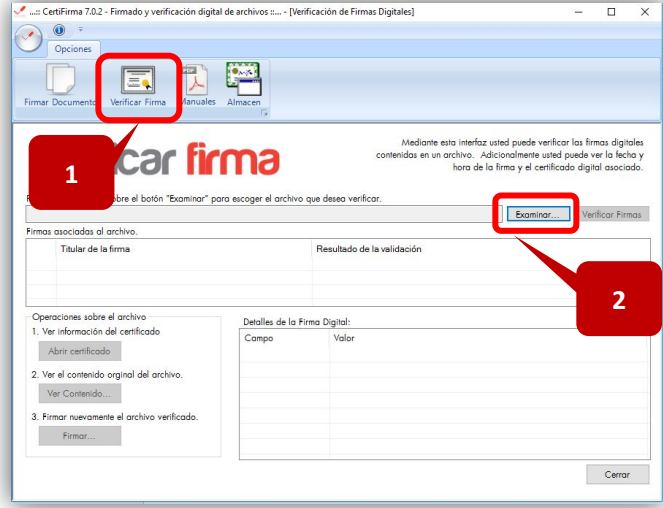 ...:: CertiFirma 7.0.2 - Firmado y verificación digital de archivos ::... - [Verificación de Firmas Digitales]
Opciones
Firmar Documento Verificar Firma Manuales Almacen
1
car firma
Mediante esta interfaz usted puede verificar las firmas digitales
contenidas en un archivo. Adicionalmente usted puede ver la fecha y
hora de la firma y el certificado digital asociado.
obre el botón "Examinar" para escoger el archivo que desea verificar.
Examinar... Verificar Firmas
Firmas asociadas al archivo.
Titular de la firma Resultado de la validación
2
Operaciones sobre el archivo
1. Ver información del certificado
Abrir certificado
2. Ver el contenido orginal del archivo.
Ver Contenido...
3. Firmar nuevamente el archivo verificado.
Firmar...
Detalles de la Firma Digital:
Campo Valor
Cerrar